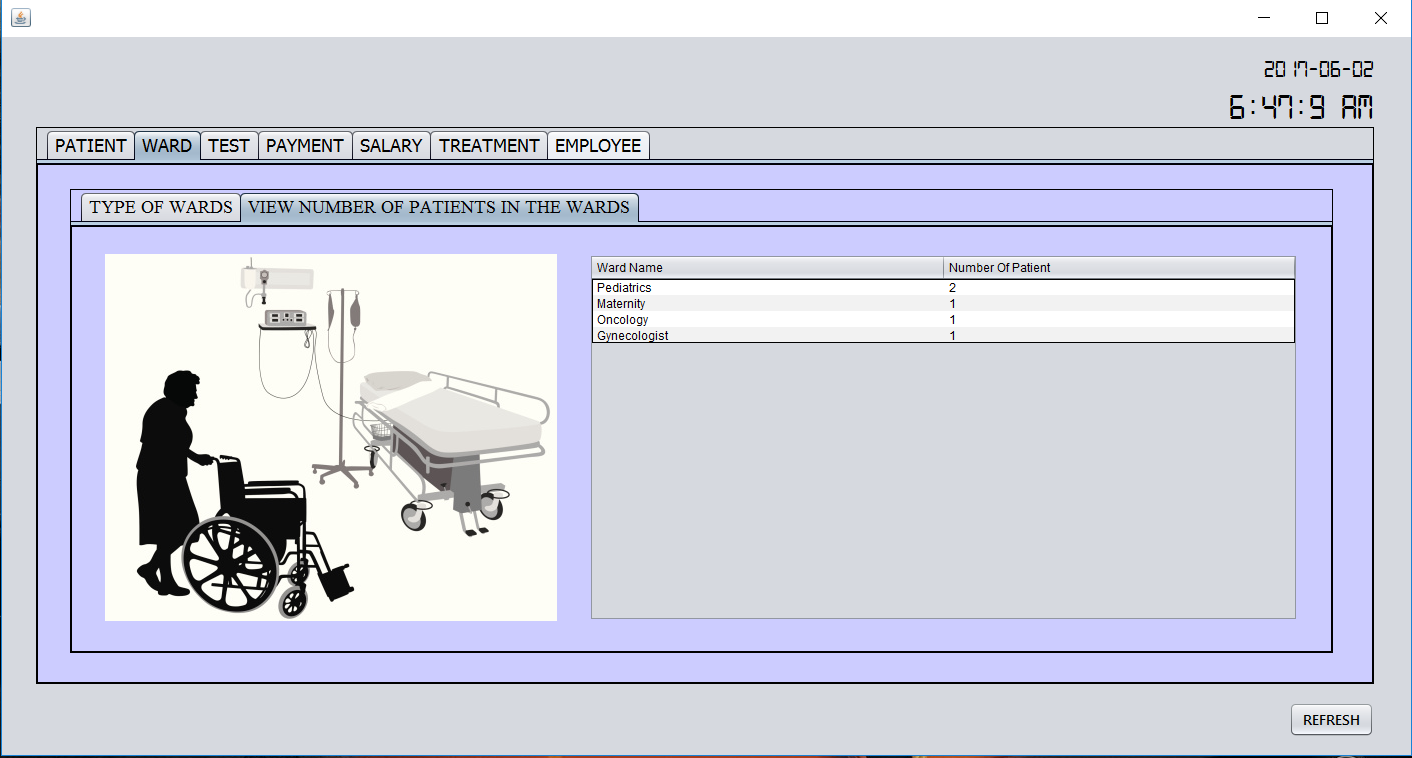 2017-06-02
6:47:9 AM
PATIENT WARD TEST PAYMENT SALARY TREATMENT EMPLOYEE
TYPE OF WARDS VIEW NUMBER OF PATIENTS IN THE WARDS
Ward Name Number Of Patient
Pediatrics 2
Maternity 1
Oncology 1
Gynecologist 1
REFRESH